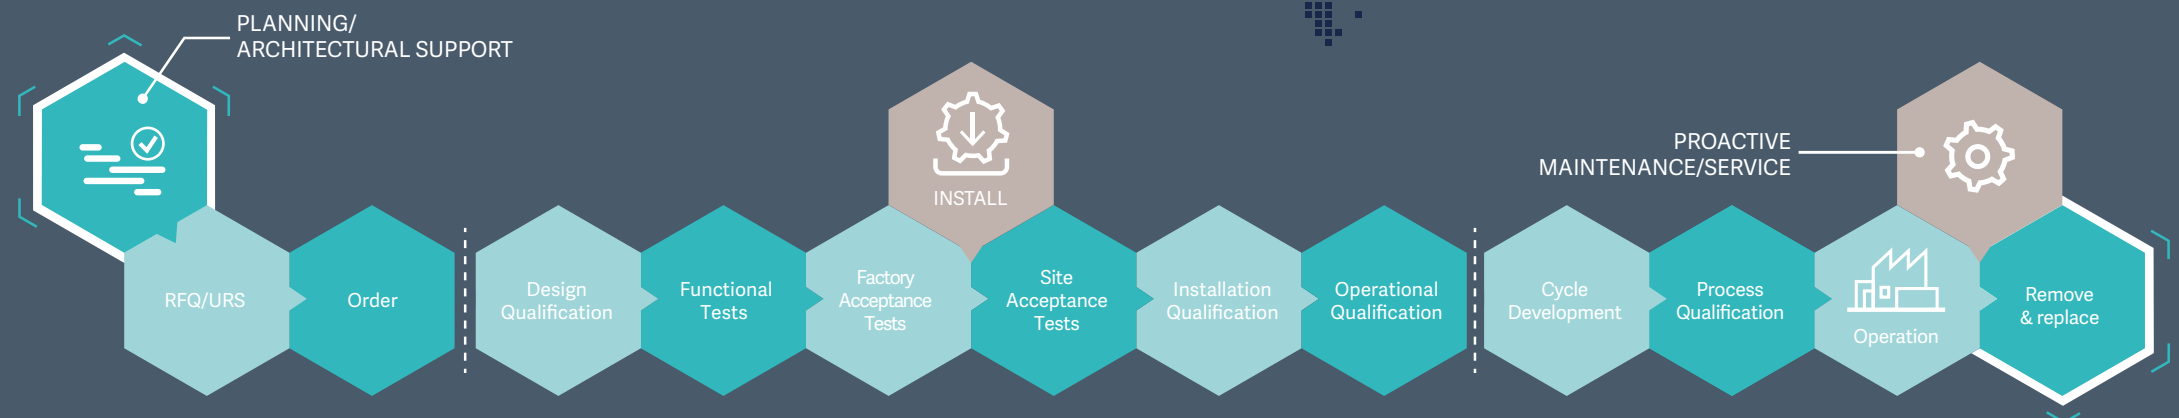 PLANNING/
ARCHITECTURAL SUPPORT
INSTALL
PROACTIVE
MAINTENANCE/SERVICE
RFQ/URS
Order
Design
Qualification
Functional
Tests
Factory
Acceptance
Tests
Site
Acceptance
Tests
Installation
Qualification
Operational
Qualification
Cycle
Development
Process
Qualification
Operation
Remove
& replace